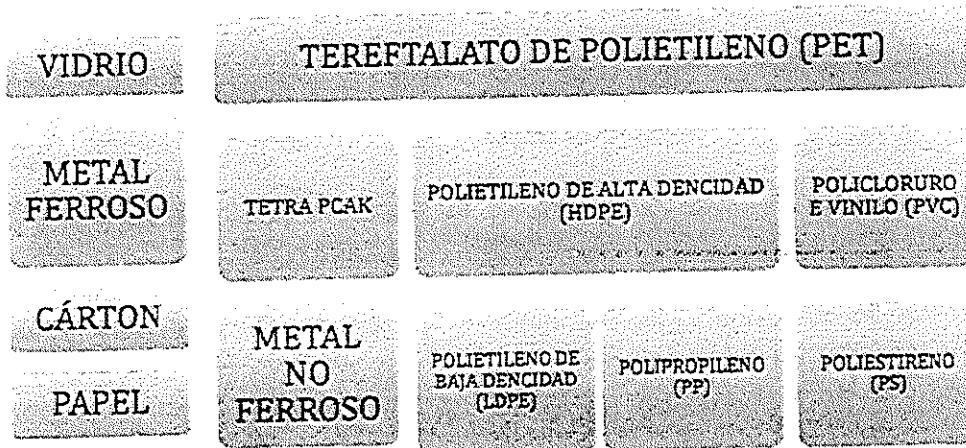 VIDRIO
TEREFTALATO DE POLIETILENO (PET)
METAL
FERROSO
TETRA PCAK
POLIETILENO DE ALTA DENCIDAD
(HDPE)
POLICLORURO
E VINILO (PVC)
CÁRTON
PAPEL
METAL
NO
FERROSO
POLIETILENO DE
BAJA DENCIDAD
(LDPE)
POLIPROPILENO
(PP)
POLIESTIRENO
(PS)